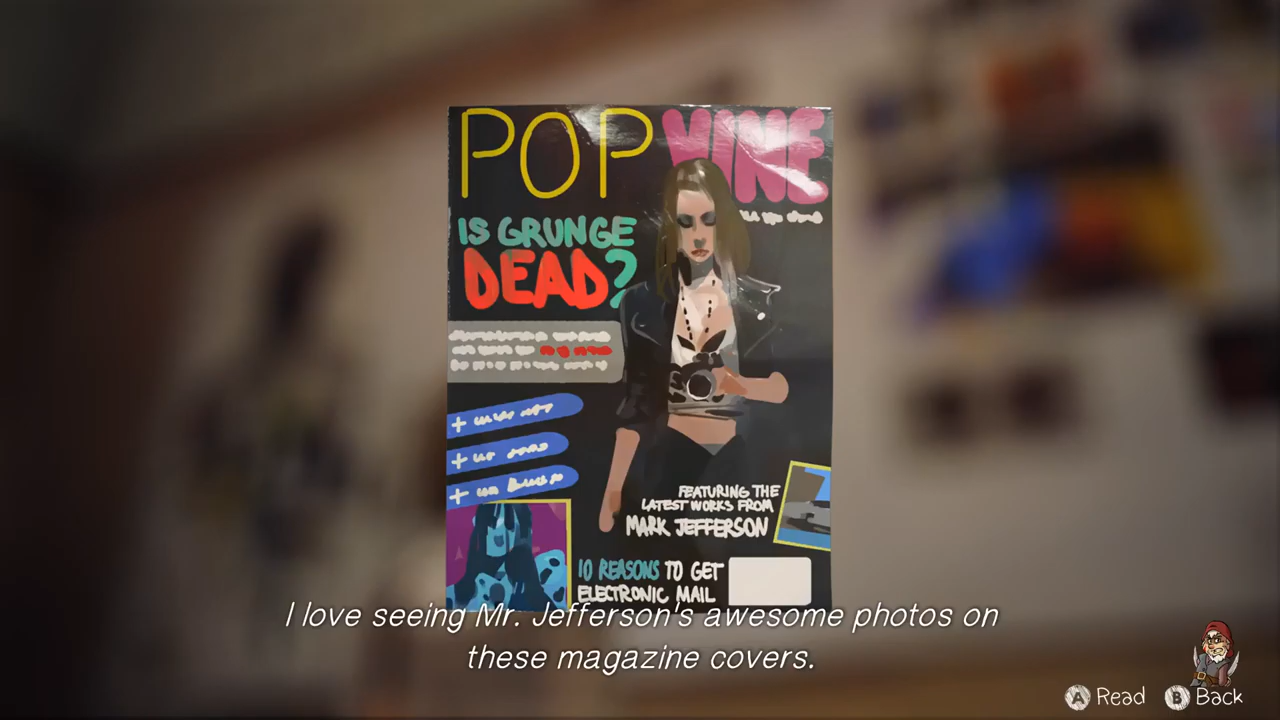 POP VINE
IS GRUNGE
DEAD?
FEATURING THE
LATEST WORKS FROM
MARK JEFFERSON
10 REASONS TO GET
ELECTRONIC MAIL
I love seeing Mr. Jefferson's awesome photos on
these magazine covers.
A Read B Back